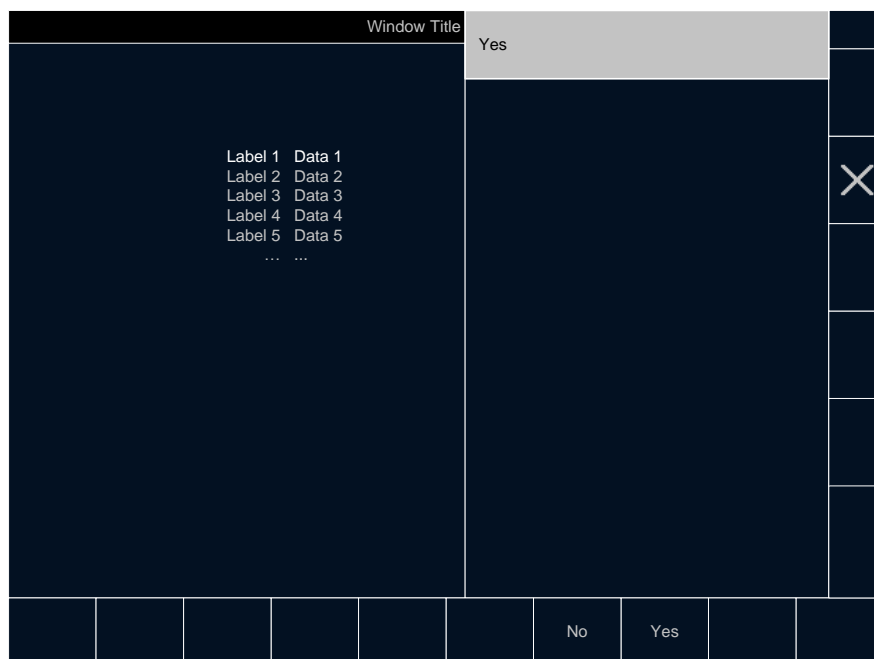 Window Title
Yes
Label 1 Data 1
Label 2 Data 2
Label 3 Data 3
Label 4 Data 4
Label 5 Data 5
… ...
No
Yes